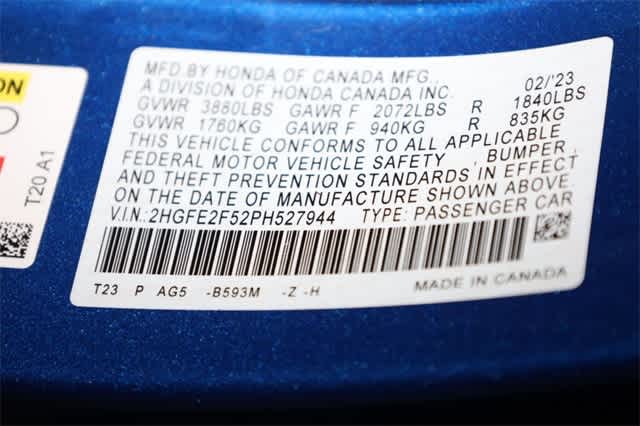 ON
T20 A1
MFD.BY HONDA OF CANADA MFG., 02/'23
A DIVISION OF HONDA CANADA INC.
GVWR 3880LBS GAWR F 2072LBS R 1840LBS
GVWR 1760KG GAWR F 940KG R 835KG
THIS VEHICLE CONFORMS TO ALL APPLICABLE
FEDERAL MOTOR VEHICLE SAFETY , BUMPER,
AND THEFT PREVENTION STANDARDS IN EFFECT
ON THE DATE OF MANUFACTURE SHOWN ABOVE.
V.I.N.:2HGFE2F52PH527944 TYPE: PASSENGER CAR
T23 P AG5 -B593M -Z -H MADE IN CANADA